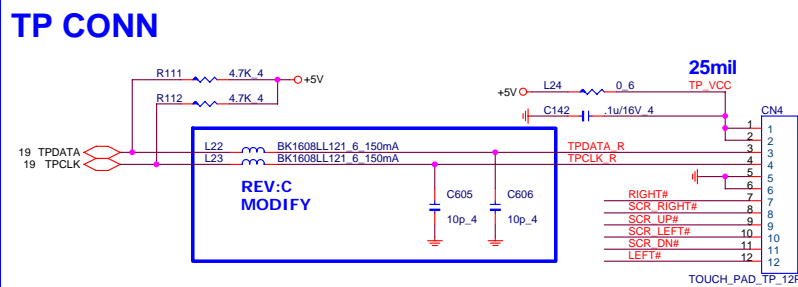 TP CONN
R111 4.7K_4
+5V
R112 4.7K_4
25mil
+5V L24 0_6 TP_VCC
C142 .1u/16V_4
CN4
19 TPDATA L22 BK1608LL121_6_150mA TPDATA_R
19 TPCLK L23 BK1608LL121_6_150mA TPCLK_R
REV:C
MODIFY
C605
10p_4
C606
10p_4
1 1
2 2
3 3
4 4
5 5
6 6
RIGHT# 7 7
SCR_RIGHT# 8 8
SCR_UP# 9 9
SCR_LEFT# 10 10
SCR_DN# 11 11
LEFT# 12 12
TOUCH_PAD_TP_12P